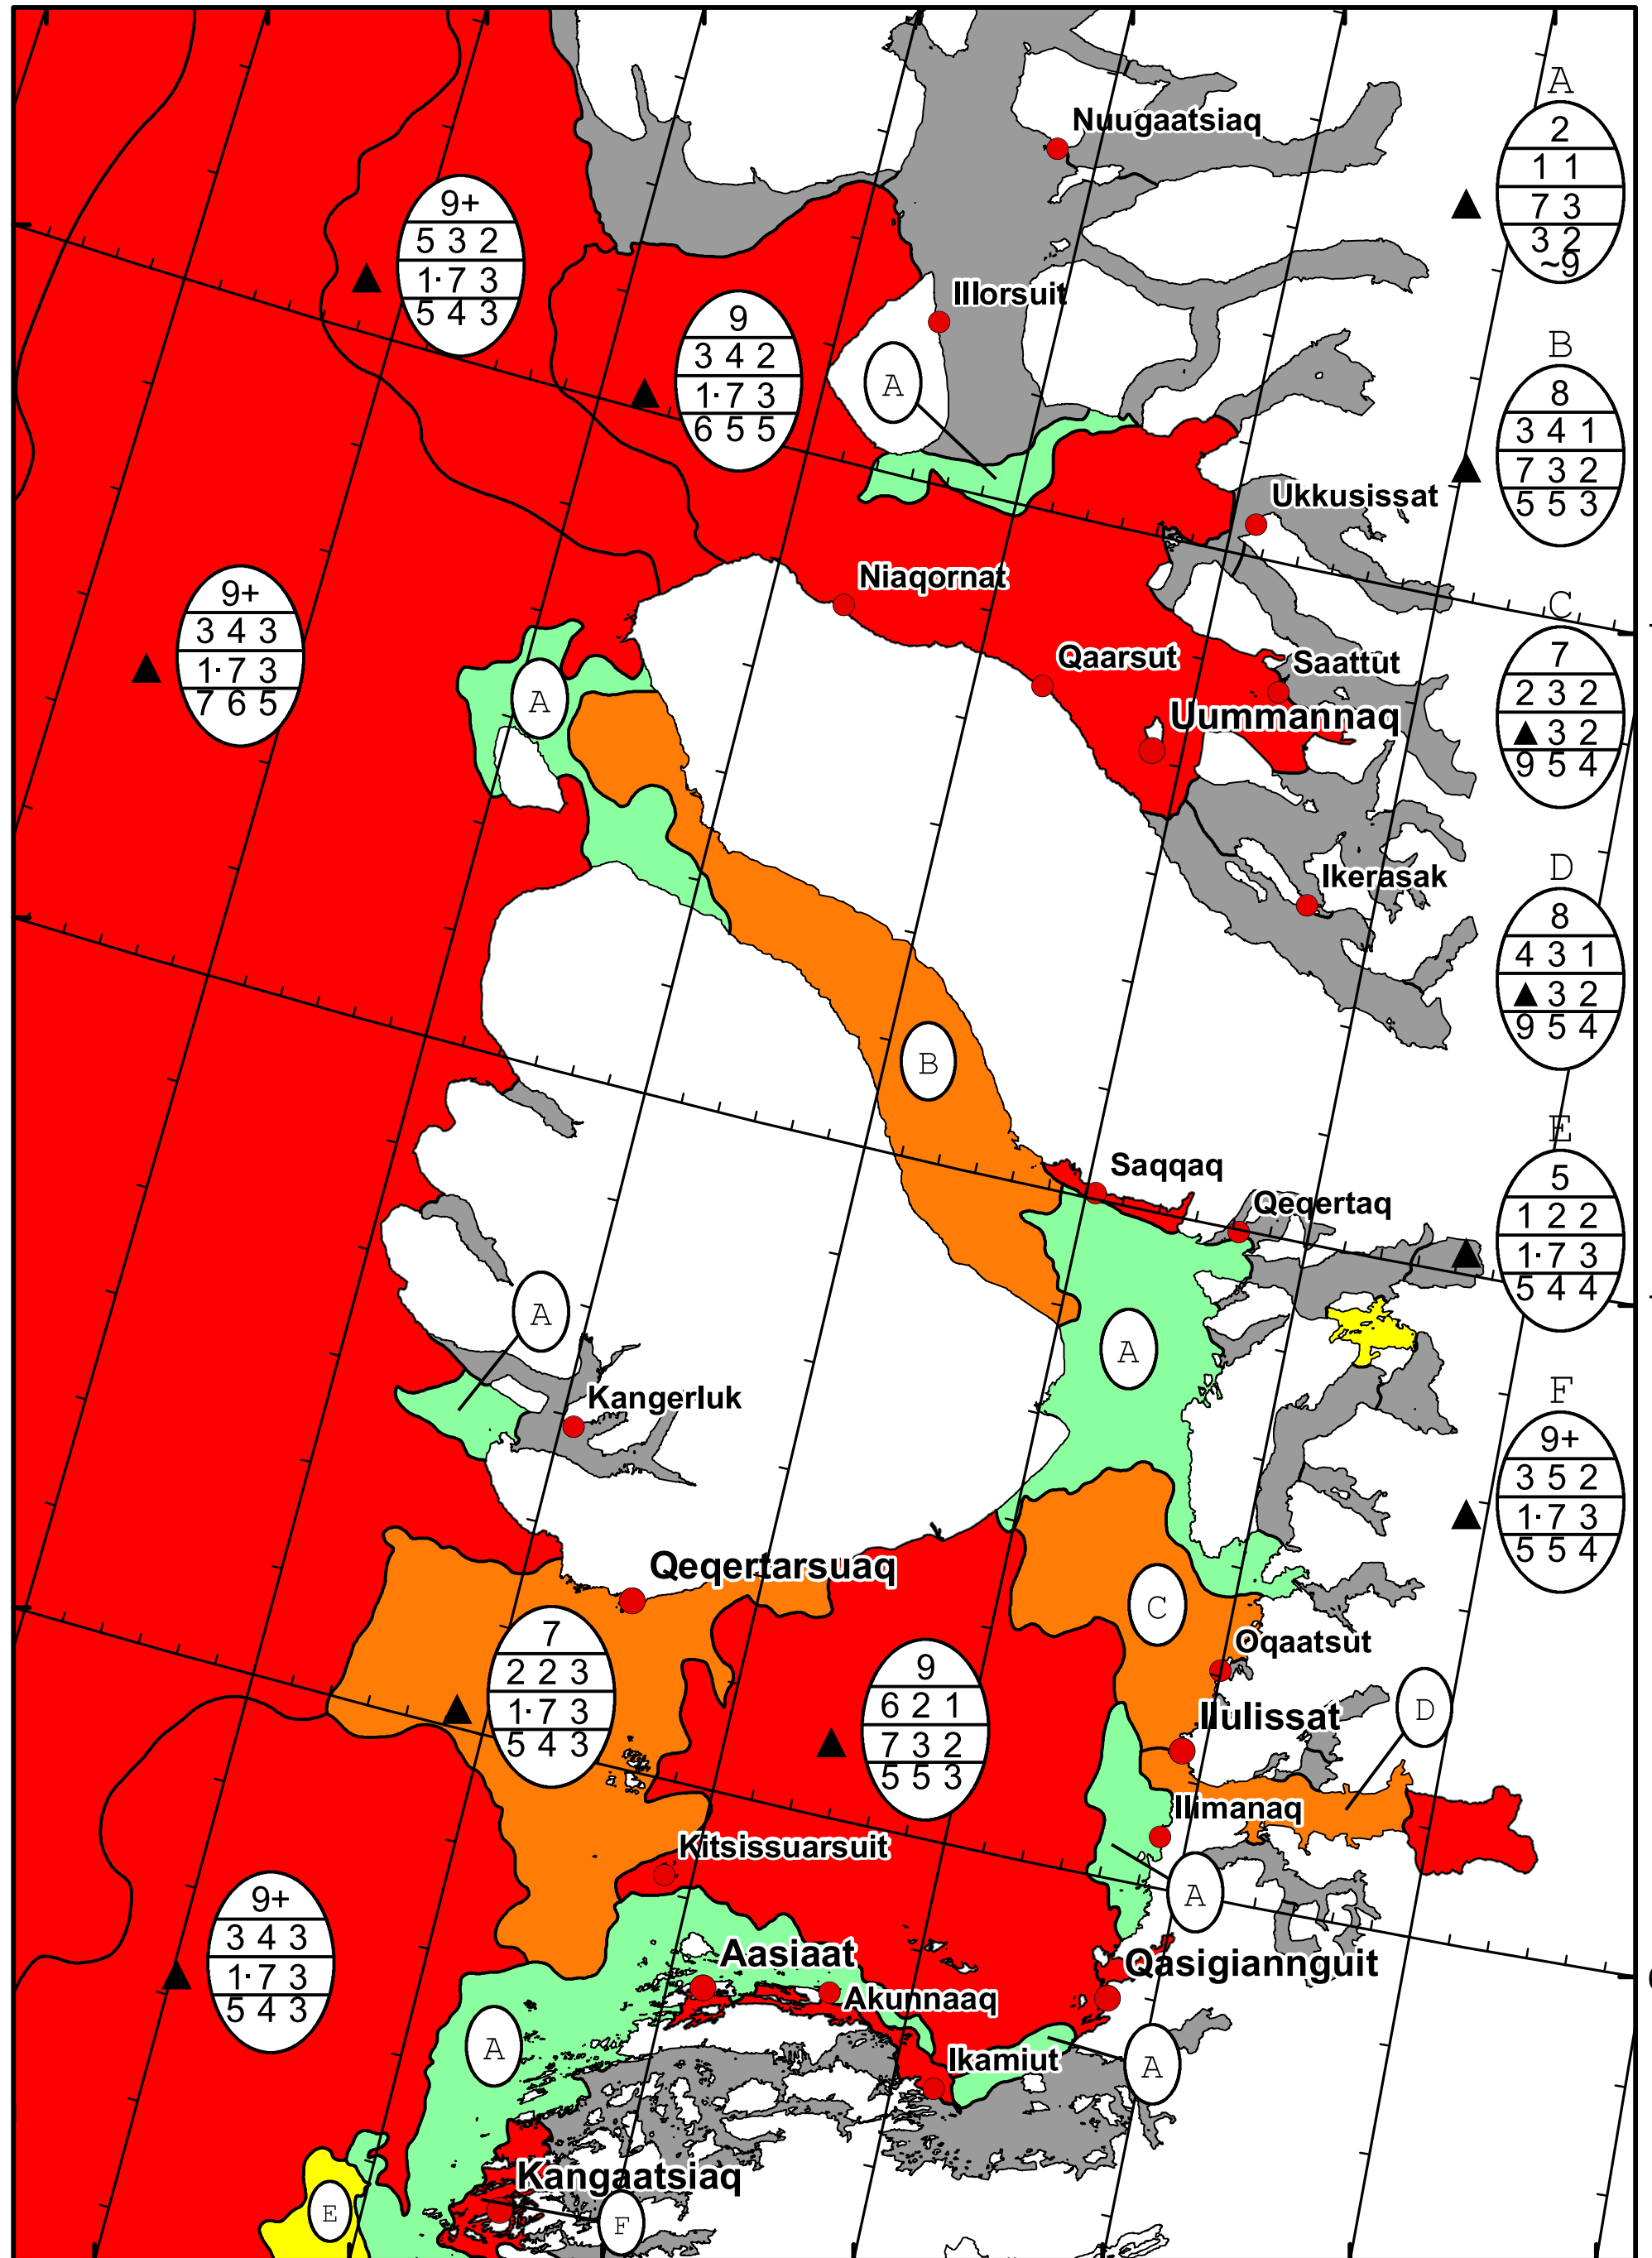 Nuugaatsiaq
A
2
1 1
7 3
3 2
~9
9+
5 3 2
1· 7 3
5 4 3
Illorsuit
9
3 4 2
1· 7 3
6 5 5
A
B
8
3 4 1
7 3 2
5 5 3
Ukkusissat
Niaqornat
9+
3 4 3
1· 7 3
7 6 5
A
Qaarsut
Saattut
Uummannaq
C
7
2 3 2
▲ 3 2
9 5 4
Ikerasak
D
8
4 3 1
▲ 3 2
9 5 4
B
Saqqaq
Qeqertaq
E
5
1 2 2
1· 7 3
5 4 4
A
A
Kangerluk
F
9+
3 5 2
1· 7 3
5 5 4
Qeqertarsuaq
C
Oqaatsut
7
2 2 3
1· 7 3
5 4 3
9
6 2 1
7 3 2
5 5 3
Ilulissat
D
Ilimanaq
Kitsissuarsuit
A
9+
3 4 3
1· 7 3
5 4 3
Aasiaat
Qasigiannguit
Akunnaaq
A
Ikamiut
A
Kangaatsiaq
E
F